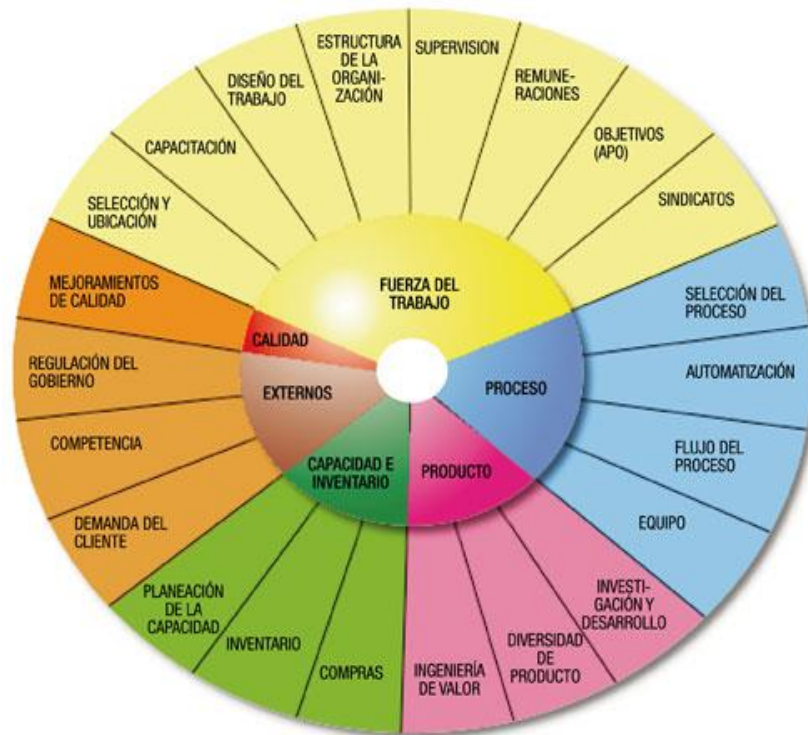 ESTRUCTURA
DE LA
ORGANI-
ZACIÓN
SUPERVISION
DISEÑO DEL
TRABAJO
REMUNE-
RACIONES
CAPACITACIÓN
OBJETIVOS
(APO)
SELECCIÓN Y
UBICACIÓN
SINDICATOS
FUERZA DEL
TRABAJO
MEJORAMIENTOS
DE CALIDAD
SELECCIÓN DEL
PROCESO
CALIDAD
REGULACIÓN DEL
GOBIERNO
EXTERNOS
PROCESO
AUTOMATIZACIÓN
COMPETENCIA
CAPACIDAD E
INVENTARIO
PRODUCTO
FLUJO DEL
PROCESO
DEMANDA DEL
CLIENTE
EQUIPO
PLANEACIÓN
DE LA
CAPACIDAD
INVENTARIO
COMPRAS
INGENIERÍA
DE VALOR
DIVERSIDAD
DE
PRODUCTO
INVESTI-
GACIÓN Y
DESARROLLO